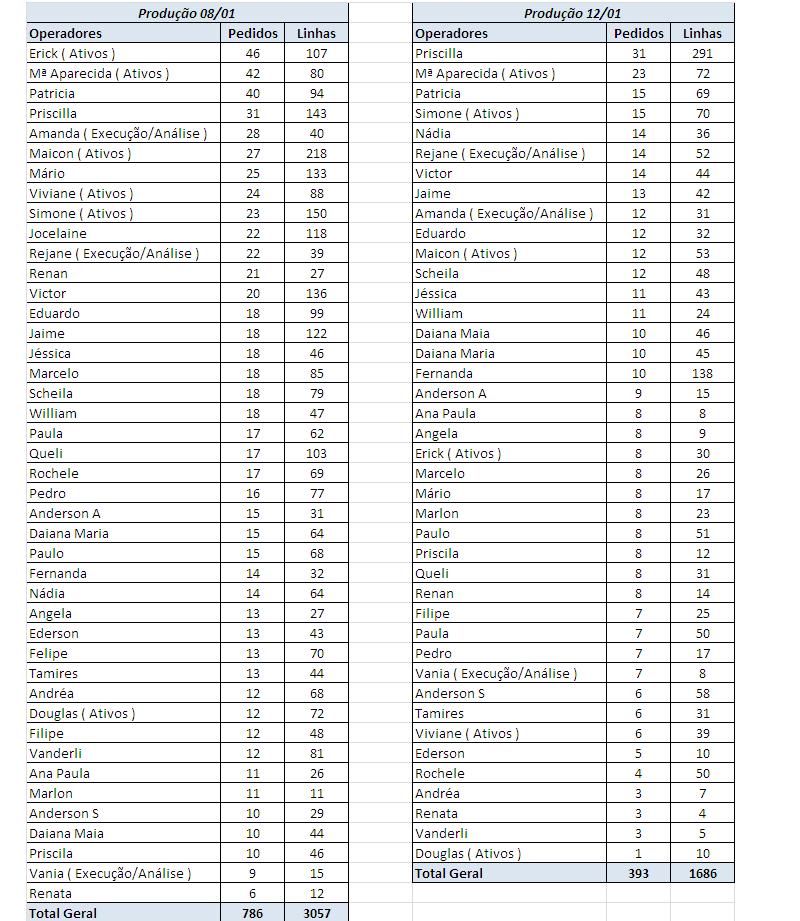 Produção 08/01
Operadores Pedidos Linhas
Erick ( Ativos ) 46 107
Mª Aparecida ( Ativos ) 42 80
Patricia 40 94
Priscilla 31 143
Amanda ( Execução/Análise ) 28 40
Maicon ( Ativos ) 27 218
Mário 25 133
Viviane ( Ativos ) 24 88
Simone ( Ativos ) 23 150
Jocelaine 22 118
Rejane ( Execução/Análise ) 22 39
Renan 21 27
Victor 20 136
Eduardo 18 99
Jaime 18 122
Jéssica 18 46
Marcelo 18 85
Scheila 18 79
William 18 47
Paula 17 62
Queli 17 103
Rochele 17 69
Pedro 16 77
Anderson A 15 31
Daiana Maria 15 64
Paulo 15 68
Fernanda 14 32
Nádia 14 64
Angela 13 27
Ederson 13 43
Felipe 13 70
Tamires 13 44
Andréa 12 68
Douglas ( Ativos ) 12 72
Filipe 12 48
Vanderli 12 81
Ana Paula 11 26
Marlon 11 11
Anderson S 10 29
Daiana Maia 10 44
Priscila 10 46
Vania ( Execução/Análise ) 9 15
Renata 6 12
Total Geral 786 3057
Produção 12/01
Operadores Pedidos Linhas
Priscilla 31 291
Mª Aparecida ( Ativos ) 23 72
Patricia 15 69
Simone ( Ativos ) 15 70
Nádia 14 36
Rejane ( Execução/Análise ) 14 52
Victor 14 44
Jaime 13 42
Amanda ( Execução/Análise ) 12 31
Eduardo 12 32
Maicon ( Ativos ) 12 53
Scheila 12 48
Jéssica 11 43
William 11 24
Daiana Maia 10 46
Daiana Maria 10 45
Fernanda 10 138
Anderson A 9 15
Ana Paula 8 8
Angela 8 9
Erick ( Ativos ) 8 30
Marcelo 8 26
Mário 8 17
Marlon 8 23
Paulo 8 51
Priscila 8 12
Queli 8 31
Renan 8 14
Filipe 7 25
Paula 7 50
Pedro 7 17
Vania ( Execução/Análise ) 7 8
Anderson S 6 58
Tamires 6 31
Viviane ( Ativos ) 6 39
Ederson 5 10
Rochele 4 50
Andréa 3 7
Renata 3 4
Vanderli 3 5
Douglas ( Ativos ) 1 10
Total Geral 393 1686